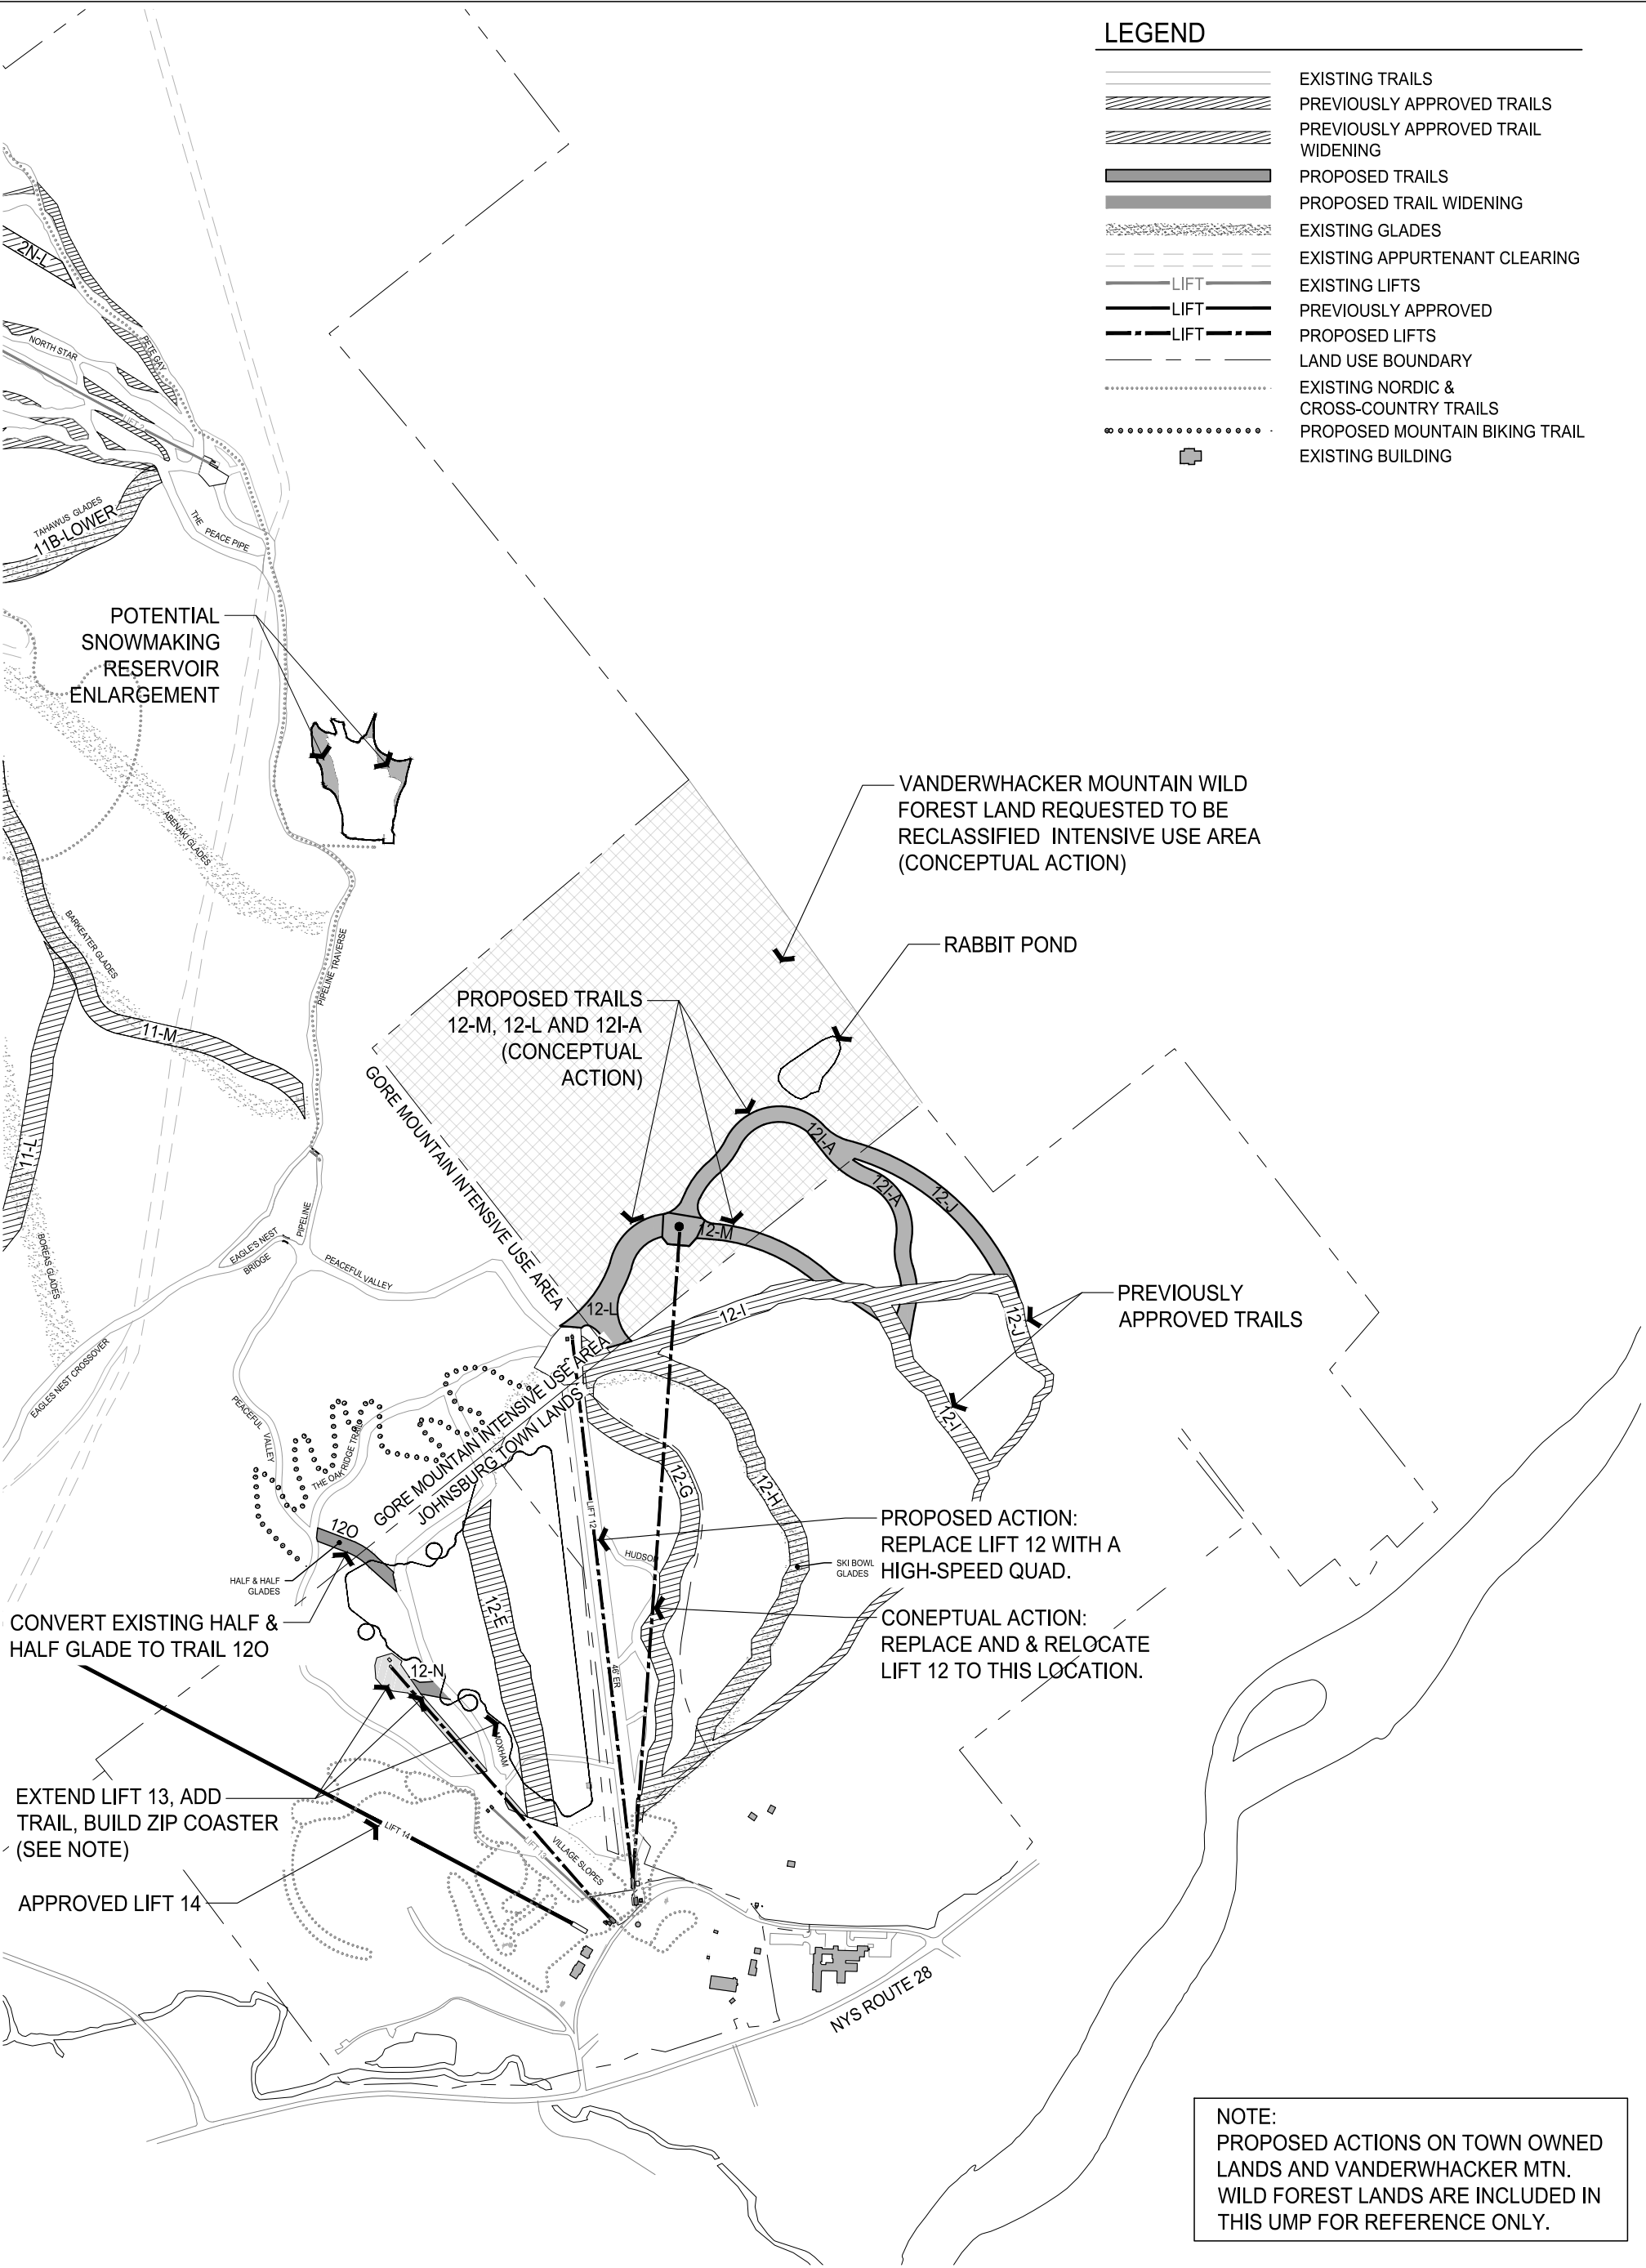 LEGEND
EXISTING TRAILS
PREVIOUSLY APPROVED TRAILS
PREVIOUSLY APPROVED TRAIL
WIDENING
PROPOSED TRAILS
PROPOSED TRAIL WIDENING
EXISTING GLADES
EXISTING APPURTENANT CLEARING
LIFT
EXISTING LIFTS
LIFT
PREVIOUSLY APPROVED
LIFT
PROPOSED LIFTS
LAND USE BOUNDARY
EXISTING NORDIC &
CROSS-COUNTRY TRAILS
PROPOSED MOUNTAIN BIKING TRAIL
EXISTING BUILDING
2N-L
NORTH STAR
PETE GAY
LIFT 2
TAHAWUS GLADES
11B-LOWER
THE PEACE PIPE
POTENTIAL
SNOWMAKING
RESERVOIR
ENLARGEMENT
ABENAKI GLADES
BARKEATER GLADES
PIPELINE TRAVERSE
11-M
11-L
BOREAS GLADES
VANDERWHACKER MOUNTAIN WILD
FOREST LAND REQUESTED TO BE
RECLASSIFIED INTENSIVE USE AREA
(CONCEPTUAL ACTION)
RABBIT POND
PROPOSED TRAILS
12-M, 12-L AND 12I-A
(CONCEPTUAL
ACTION)
GORE MOUNTAIN INTENSIVE USE AREA
12I-A
12I-A
12-J
12-M
12-L
12-I
12-J
12-I
PREVIOUSLY
APPROVED TRAILS
EAGLE'S NEST
BRIDGE
PIPELINE
PEACEFUL VALLEY
EAGLES NEST CROSSOVER
PEACEFUL VALLEY
THE OAK RIDGE TRAIL
GORE MOUNTAIN INTENSIVE USE AREA
JOHNSBURG TOWN LANDS
12-G
12-H
LIFT 12
HUDSON
SKI BOWL
GLADES
PROPOSED ACTION:
REPLACE LIFT 12 WITH A
HIGH-SPEED QUAD.
CONEPTUAL ACTION:
REPLACE AND & RELOCATE
LIFT 12 TO THIS LOCATION.
12O
HALF & HALF
GLADES
CONVERT EXISTING HALF &
HALF GLADE TO TRAIL 12O
12-E
46' ER
12-N
MOXHAM
EXTEND LIFT 13, ADD
TRAIL, BUILD ZIP COASTER
(SEE NOTE)
LIFT 14
LIFT 13
VILLAGE SLOPES
APPROVED LIFT 14
NYS ROUTE 28
NOTE:
PROPOSED ACTIONS ON TOWN OWNED
LANDS AND VANDERWHACKER MTN.
WILD FOREST LANDS ARE INCLUDED IN
THIS UMP FOR REFERENCE ONLY.